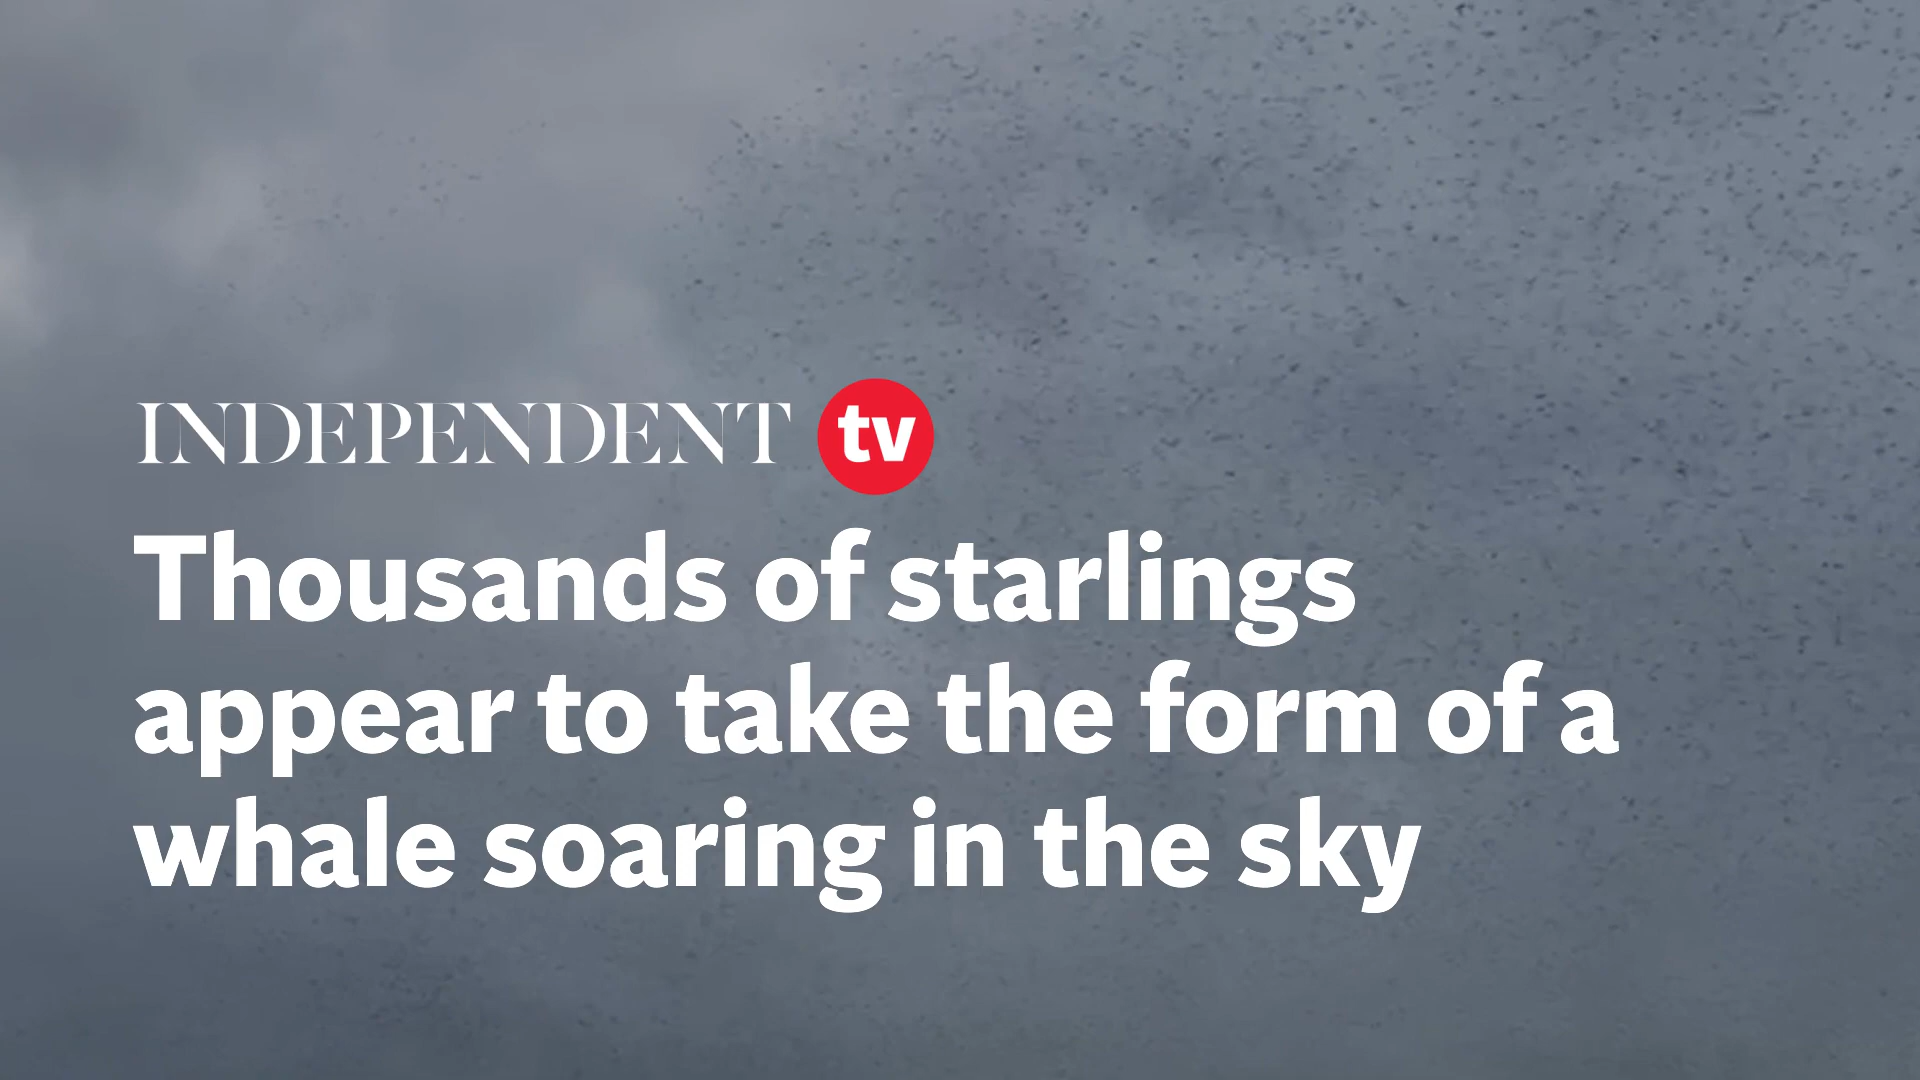 INDEPENDENT tv
Thousands of starlings
appear to take the form of a
whale soaring in the sky